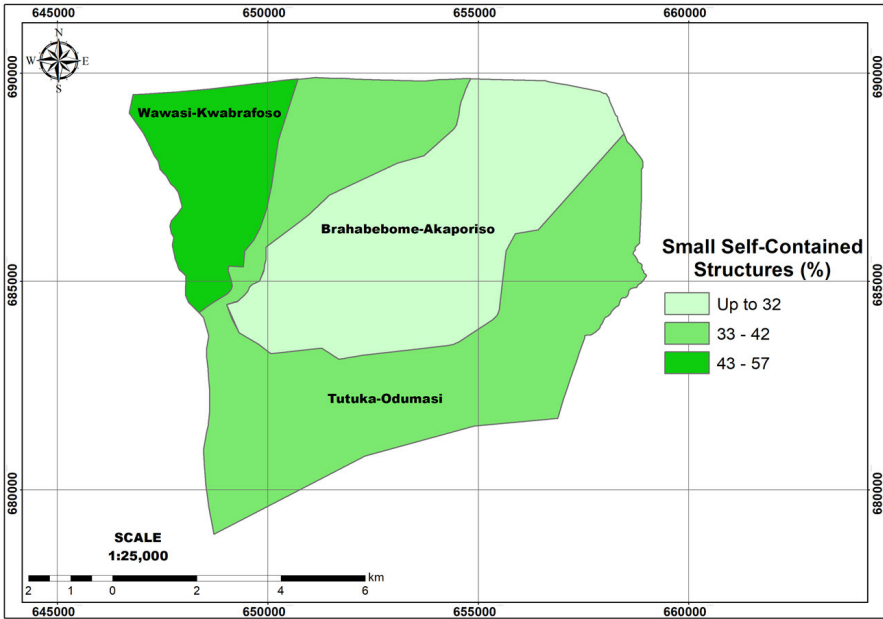 645000 650000 655000 660000
690000 690000
N
W E
S
Wawasi-Kwabrafoso
Brahabebome-Akaporiso
Small Self-Contained
Structures (%)
685000 685000
Up to 32
33 - 42
43 - 57
Tutuka-Odumasi
680000 680000
SCALE
1:25,000
km
2 1 0 2 4 6
645000 650000 655000 660000